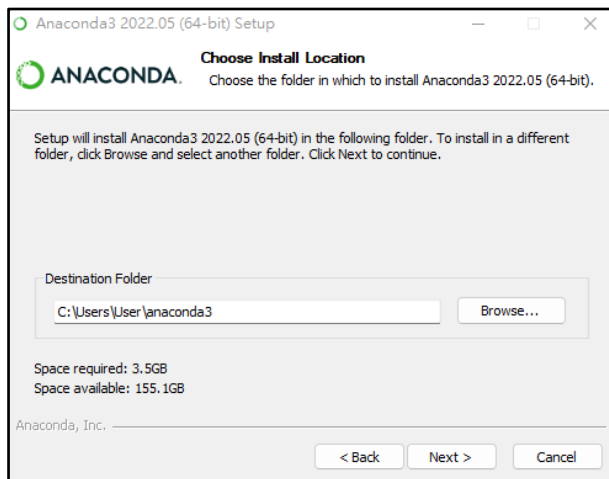 Anaconda3 2022.05 (64-bit) Setup
ANACONDA.
Choose Install Location
Choose the folder in which to install Anaconda3 2022.05 (64-bit).
Setup will install Anaconda3 2022.05 (64-bit) in the following folder. To install in a different
folder, click Browse and select another folder. Click Next to continue.
Destination Folder
C:\Users\User\anaconda3
Browse...
Space required: 3.5GB
Space available: 155.1GB
Anaconda, Inc.
< Back
Next >
Cancel